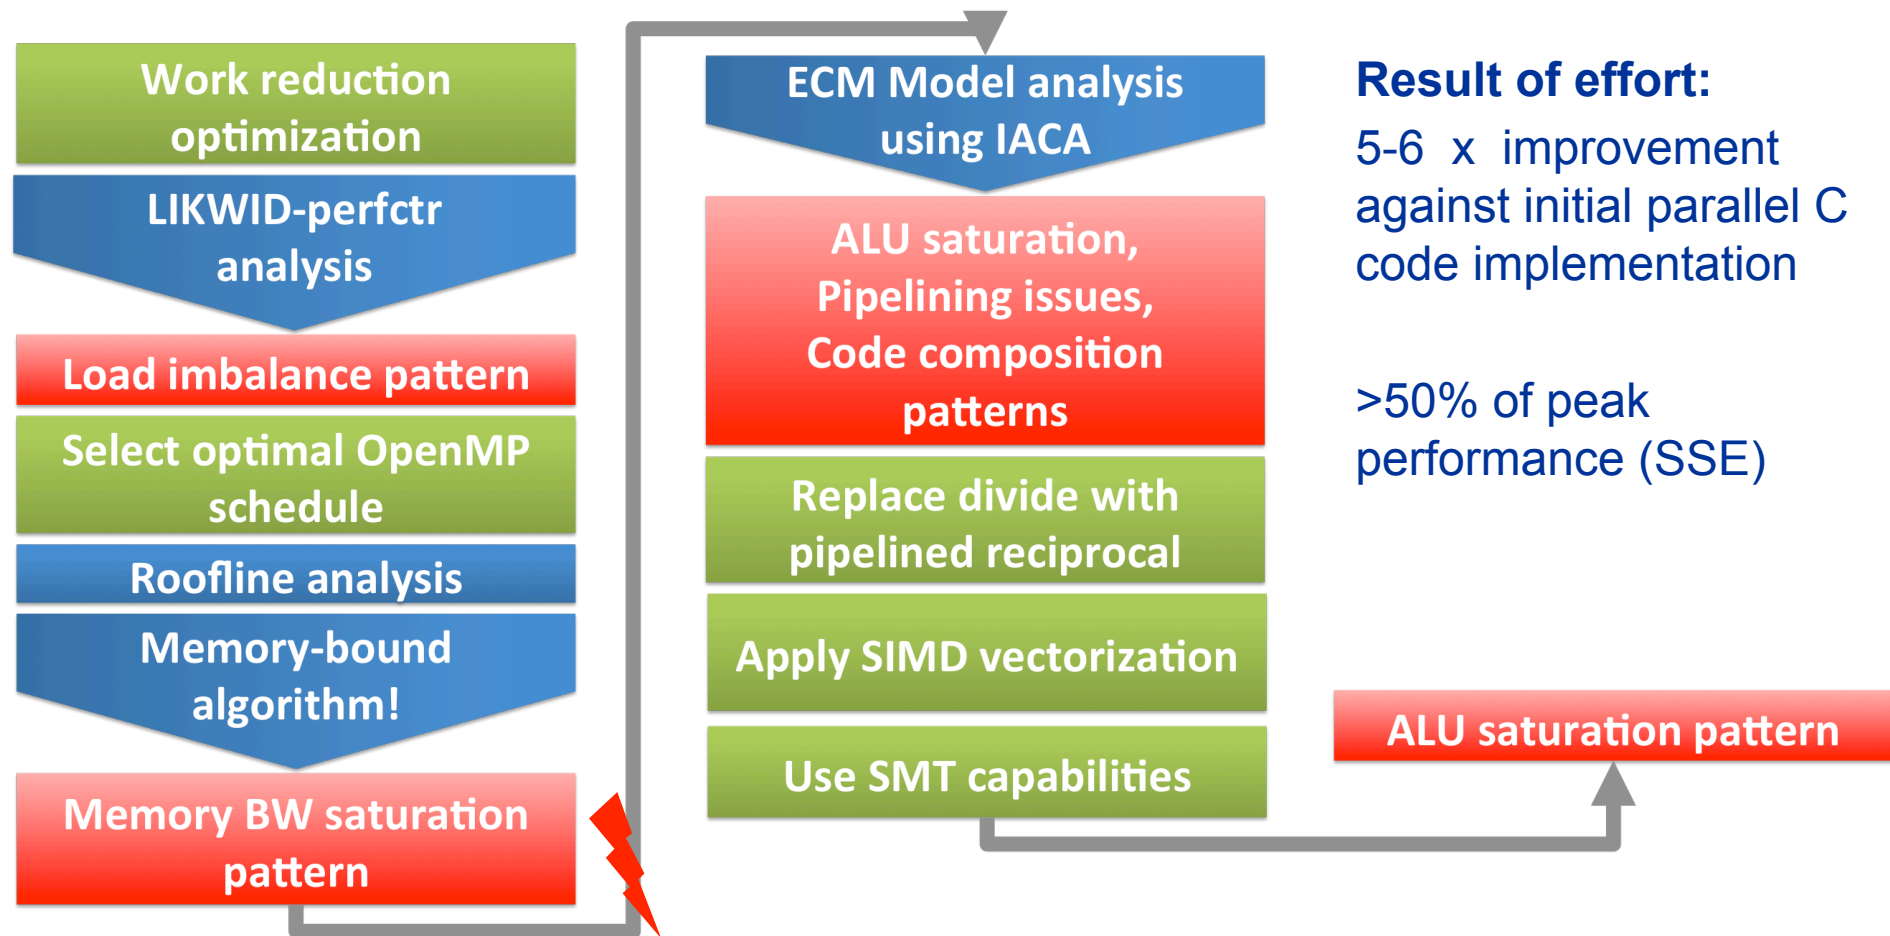 Work reduction
optimization
LIKWID-perfctr
analysis
Load imbalance pattern
Select optimal OpenMP
schedule
Roofline analysis
Memory-bound
algorithm!
Memory BW saturation
pattern
ECM Model analysis
using IACA
ALU saturation,
Pipelining issues,
Code composition
patterns
Replace divide with
pipelined reciprocal
Apply SIMD vectorization
Use SMT capabilities
Result of effort:
5-6 x improvement
against initial parallel C
code implementation
>50% of peak
performance (SSE)
ALU saturation pattern